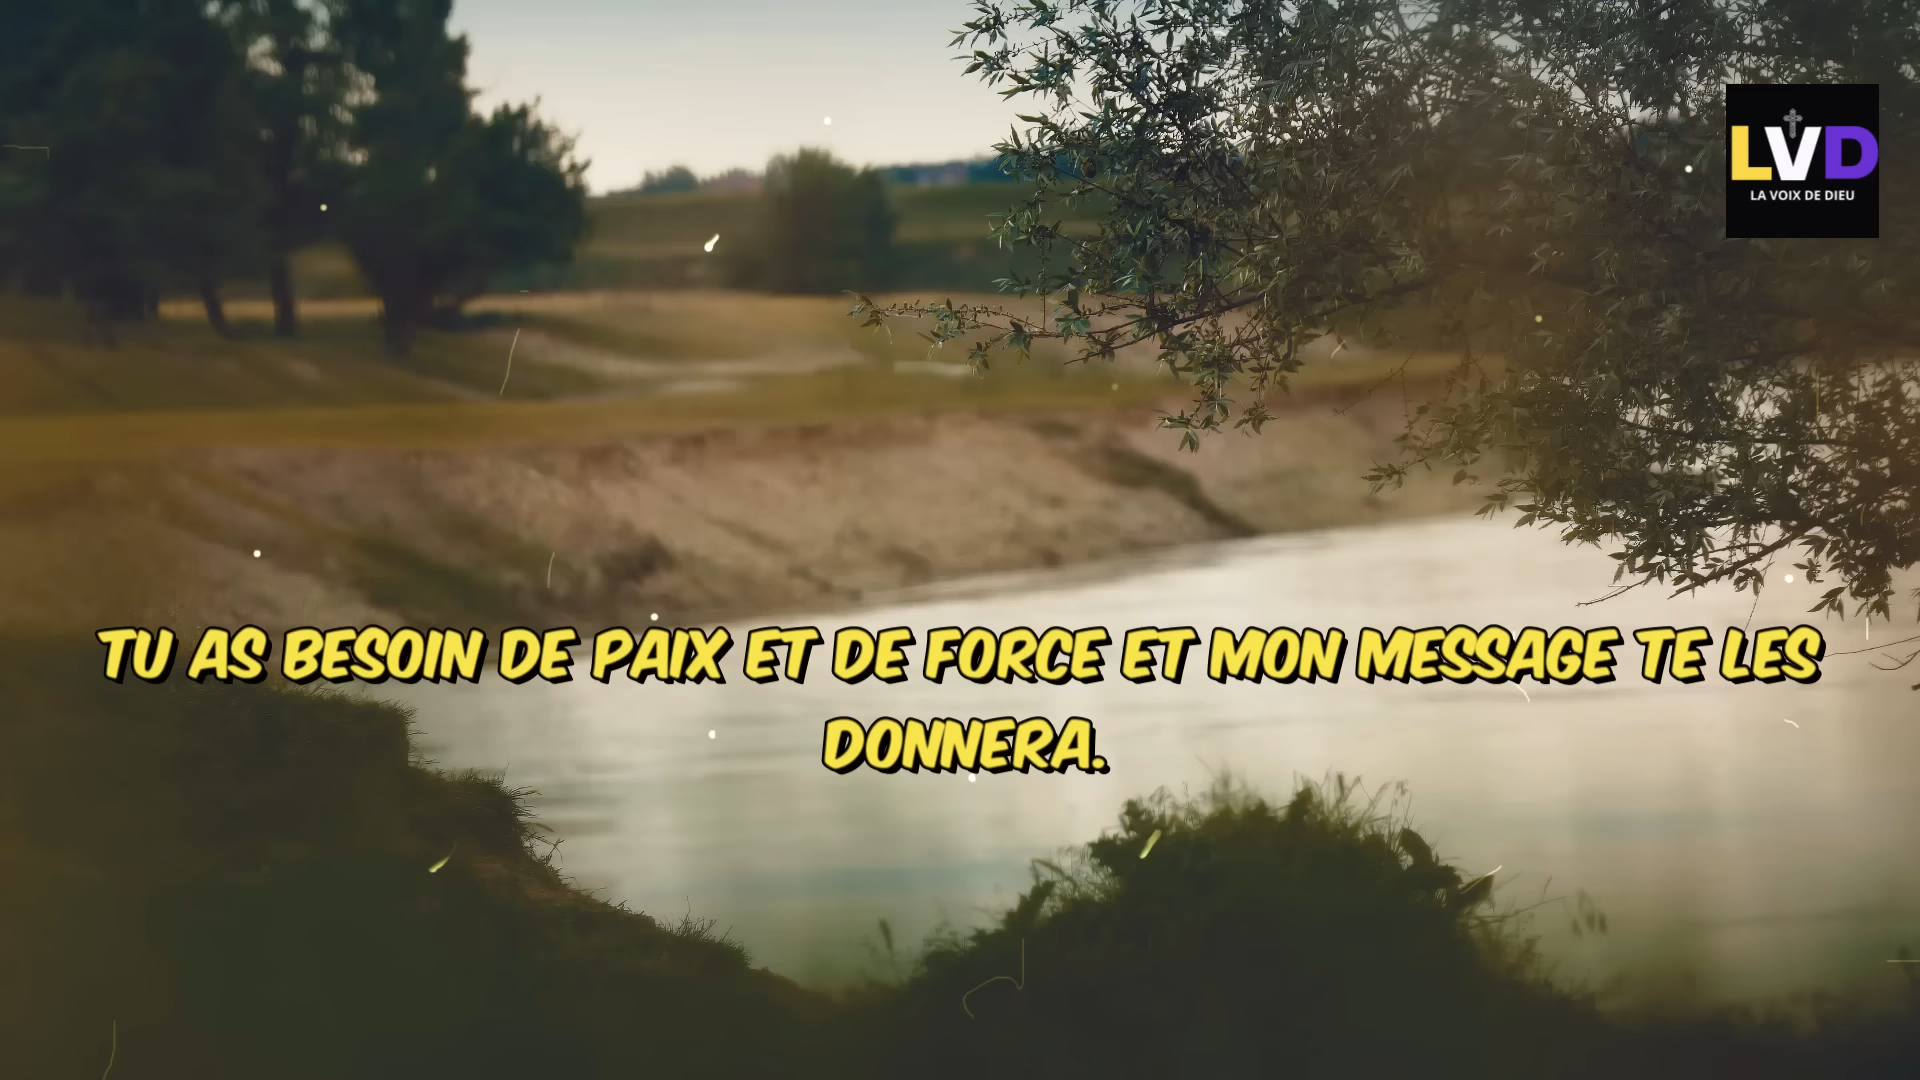 LVD
LA VOIX DE DIEU
TU AS BESOIN DE PAIX ET DE FORCE ET MON MESSAGE TE LES
DONNERA.